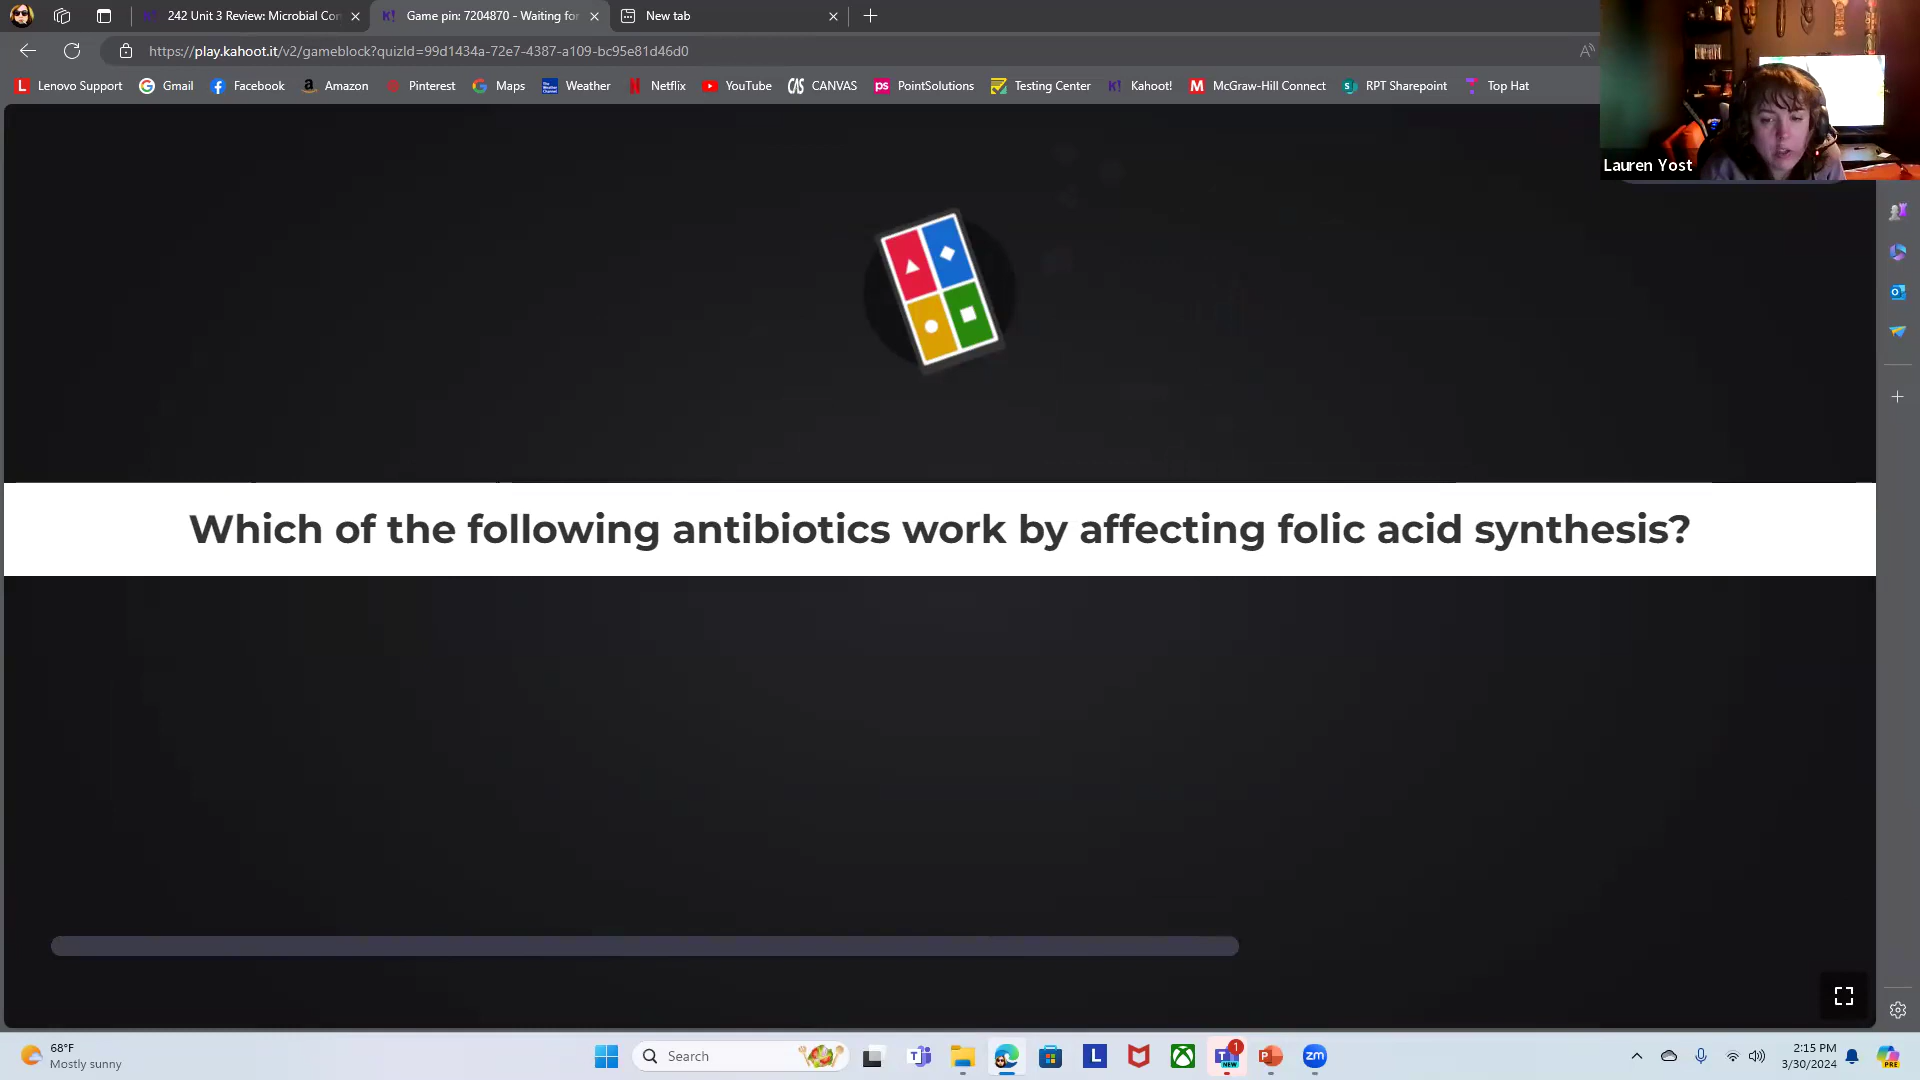 242 Unit 3 Review: Microbial Con
Game pin: 7204870 - Waiting for
New tab
https://play.kahoot.it/v2/gameblock?quizId=99d1434a-72e7-4387-a109-bc95e81d46d0
Lenovo Support
Gmail
Facebook
Amazon
Pinterest
Maps
Weather
Netflix
YouTube
CANVAS
PointSolutions
Testing Center
Kahoot!
McGraw-Hill Connect
RPT Sharepoint
Top Hat
Lauren Yost
Which of the following antibiotics work by affecting folic acid synthesis?
68°F
Mostly sunny
Search
2:15 PM
3/30/2024